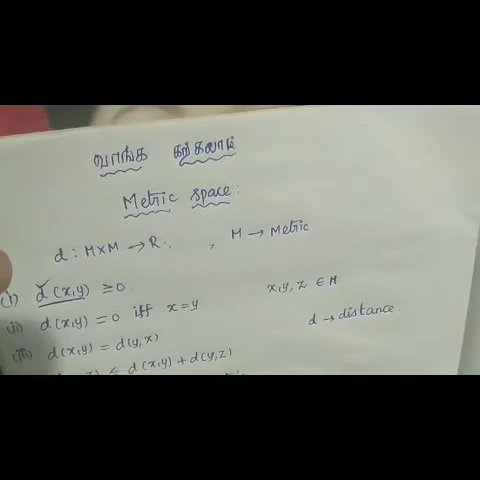 வாங்க கற்கலாம்
Metric space:
d : M×M → R. , M → Metric
(i) d(x,y) ≥ 0.
x,y,z ∈ M
(ii) d(x,y) = 0 iff x = y
d → distance.
(iii) d(x,y) = d(y,x)
≤ d(x,y) + d(y,z)